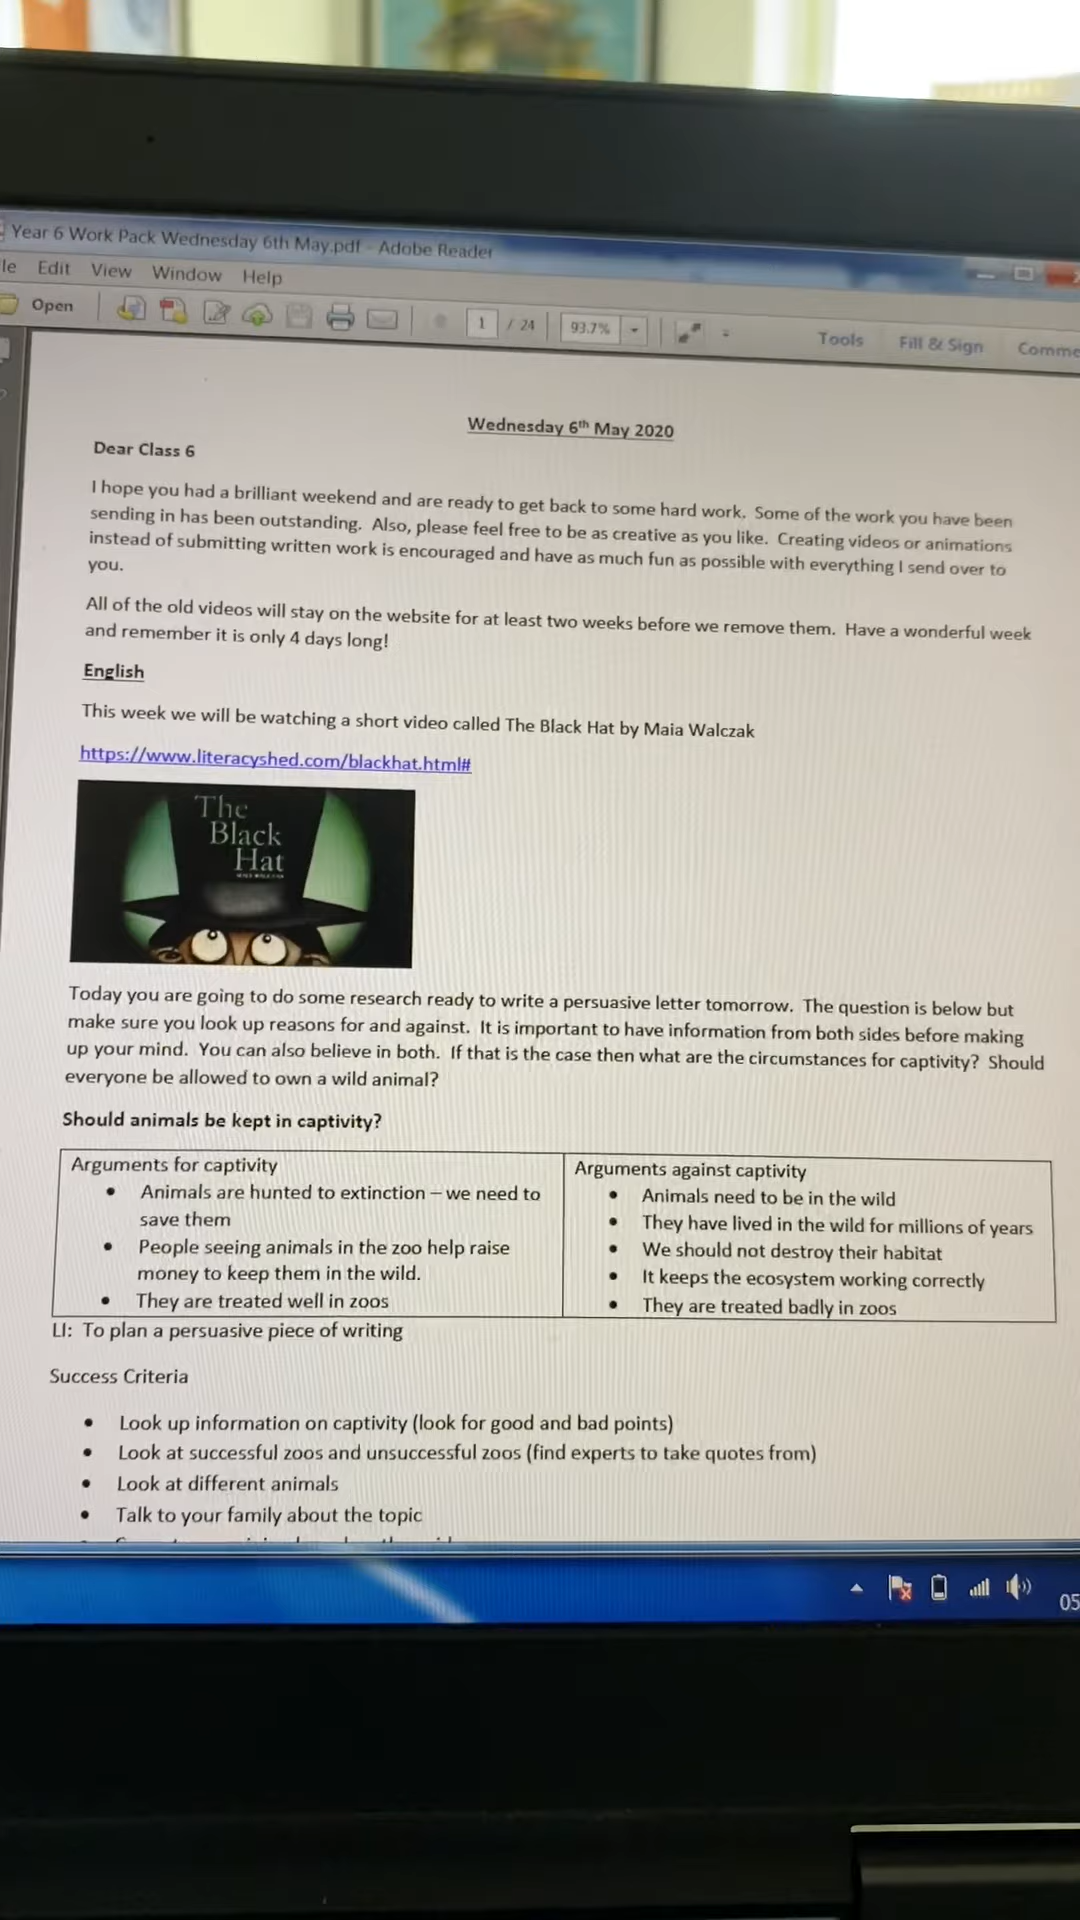 Year 6 Work Pack Wednesday 6th May.pdf - Adobe Reader
le Edit View Window Help
Open 1 / 24 93.7% Tools Fill & Sign Comme
Wednesday 6th May 2020
Dear Class 6
I hope you had a brilliant weekend and are ready to get back to some hard work. Some of the work you have been
sending in has been outstanding. Also, please feel free to be as creative as you like. Creating videos or animations
instead of submitting written work is encouraged and have as much fun as possible with everything I send over to
you.
All of the old videos will stay on the website for at least two weeks before we remove them. Have a wonderful week
and remember it is only 4 days long!
English
This week we will be watching a short video called The Black Hat by Maia Walczak
https://www.literacyshed.com/blackhat.html#
The
Black
Hat
Today you are going to do some research ready to write a persuasive letter tomorrow. The question is below but
make sure you look up reasons for and against. It is important to have information from both sides before making
up your mind. You can also believe in both. If that is the case then what are the circumstances for captivity? Should
everyone be allowed to own a wild animal?
Should animals be kept in captivity?
Arguments for captivity
• Animals are hunted to extinction – we need to
save them
• People seeing animals in the zoo help raise
money to keep them in the wild.
• They are treated well in zoos
Arguments against captivity
• Animals need to be in the wild
• They have lived in the wild for millions of years
• We should not destroy their habitat
• It keeps the ecosystem working correctly
• They are treated badly in zoos
LI: To plan a persuasive piece of writing
Success Criteria
• Look up information on captivity (look for good and bad points)
• Look at successful zoos and unsuccessful zoos (find experts to take quotes from)
• Look at different animals
• Talk to your family about the topic
05